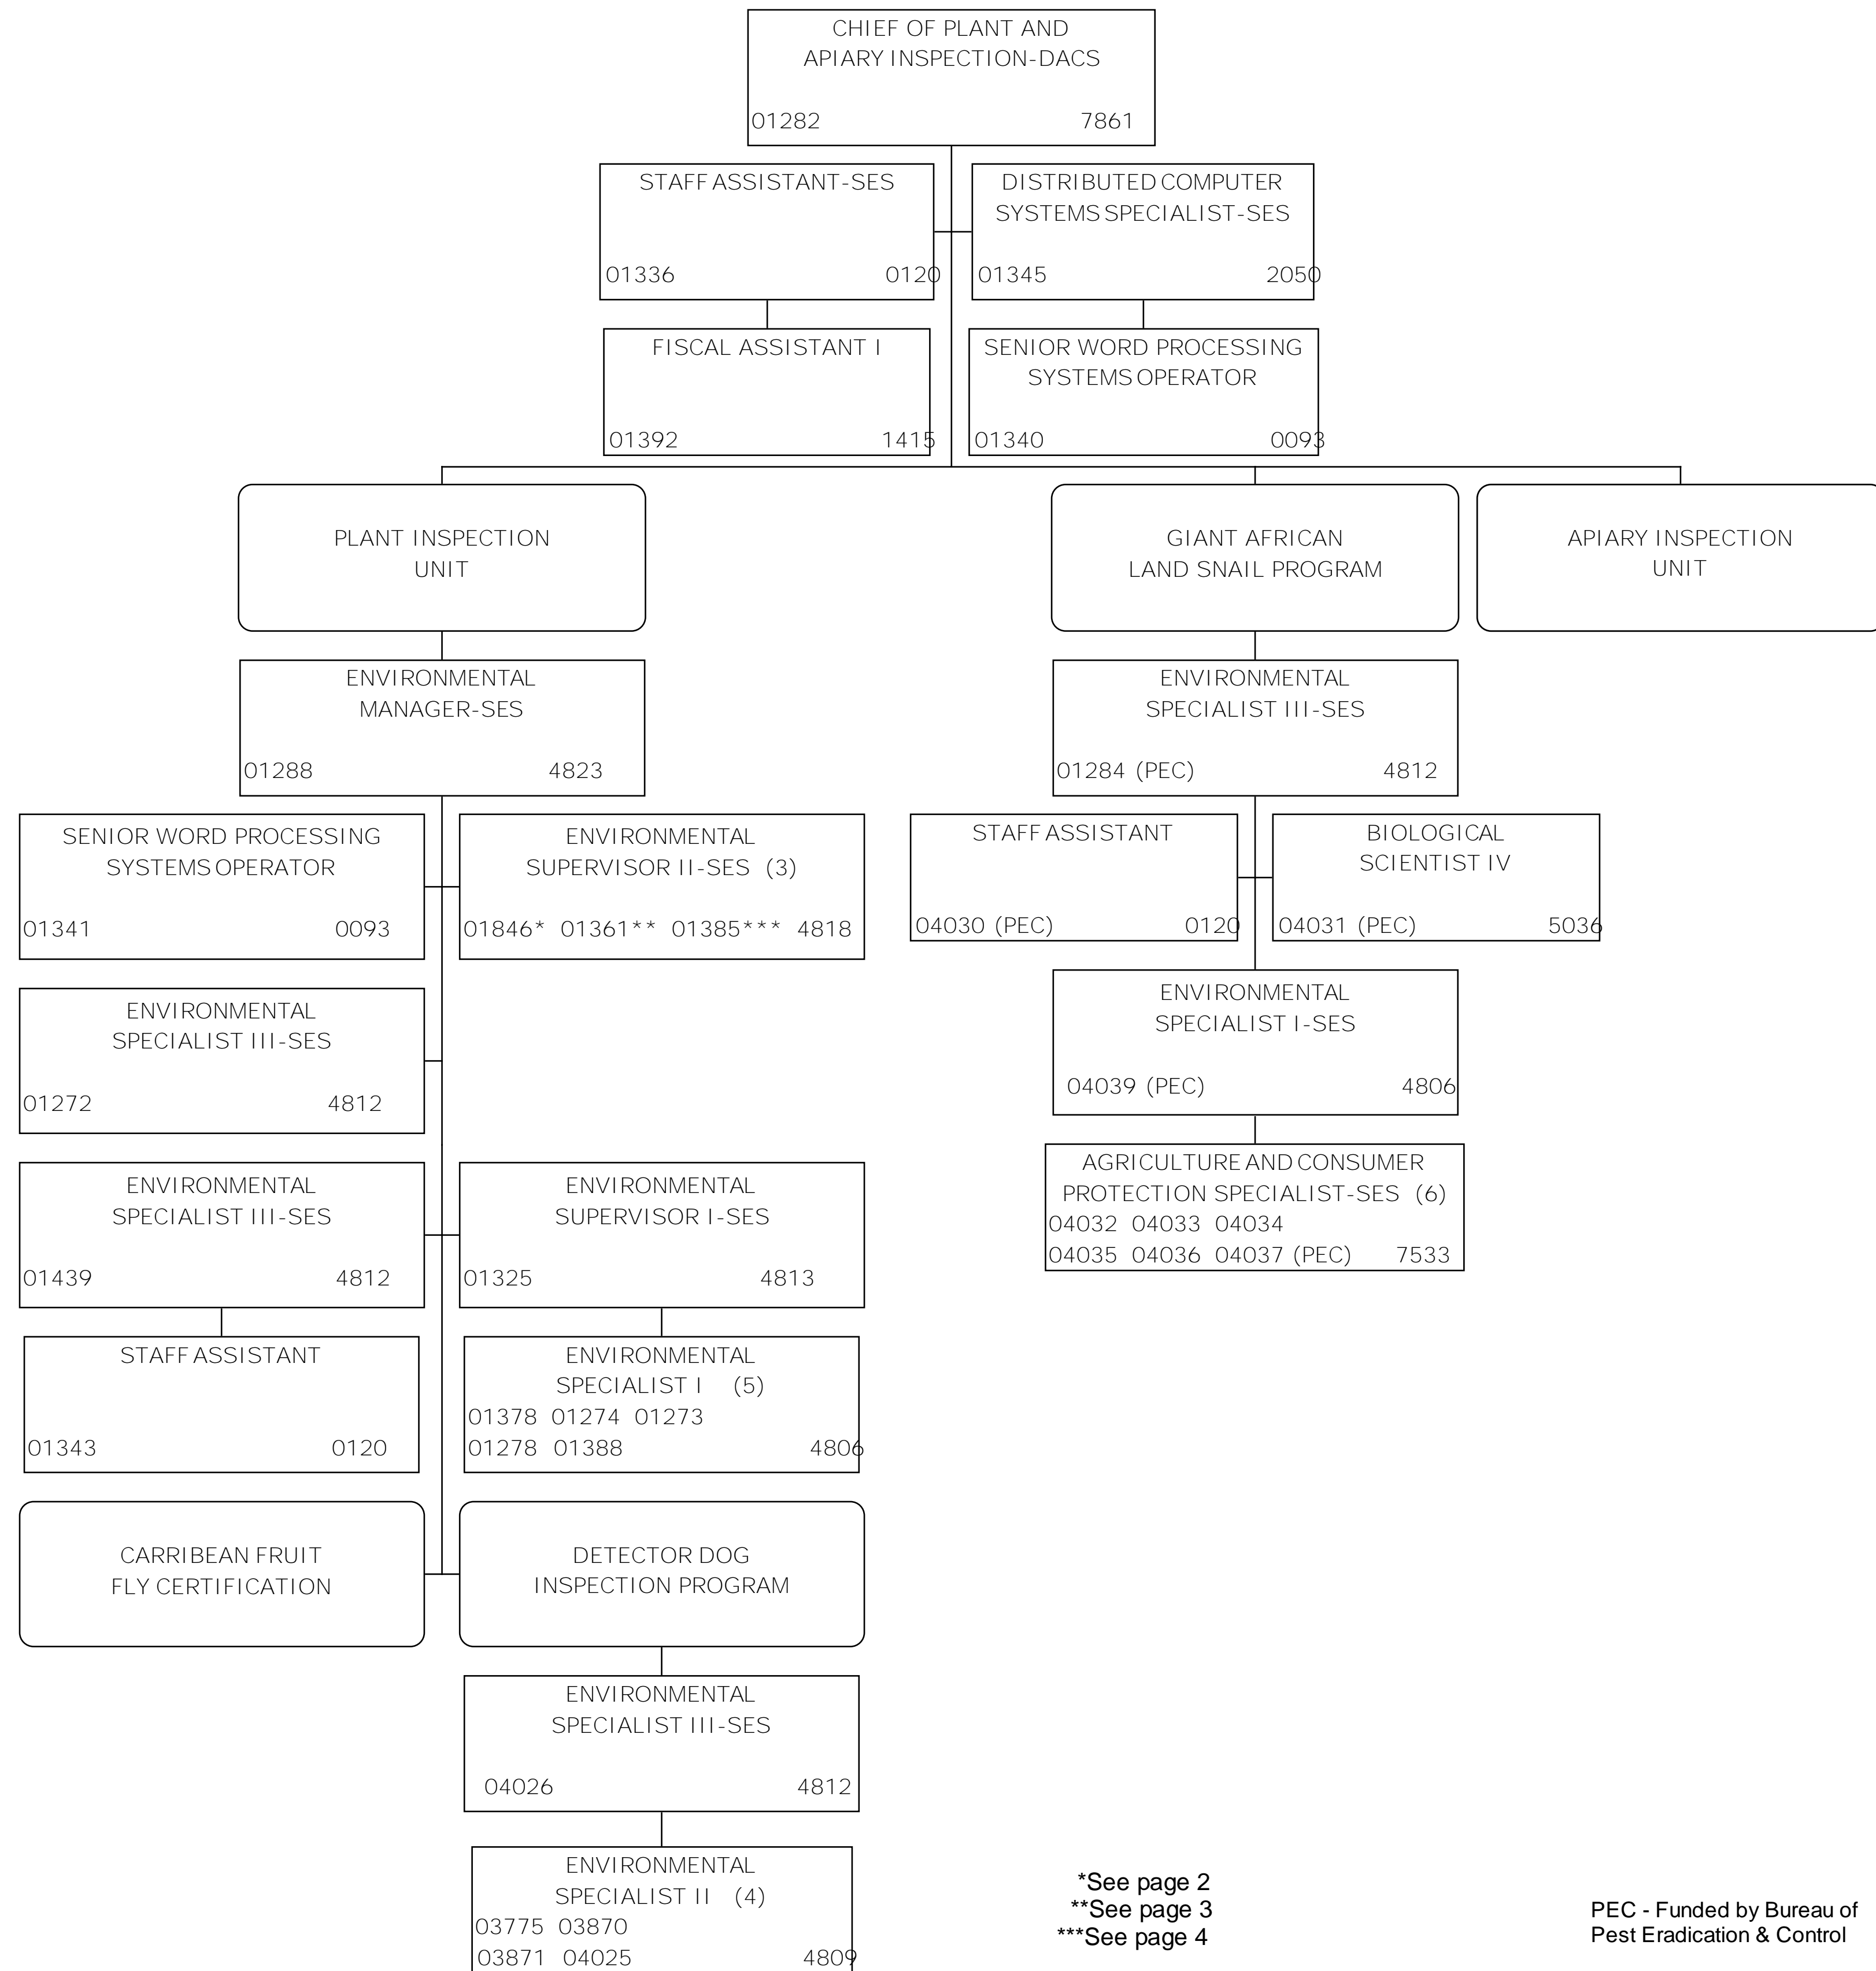 CHIEF OF PLANT AND
APIARY INSPECTION-DACS
01282 7861
STAFF ASSISTANT-SES
01336 0120
DISTRIBUTED COMPUTER
SYSTEMS SPECIALIST-SES
01345 2050
FISCAL ASSISTANT I
01392 1415
SENIOR WORD PROCESSING
SYSTEMS OPERATOR
01340 0093
PLANT INSPECTION
UNIT
GIANT AFRICAN
LAND SNAIL PROGRAM
APIARY INSPECTION
UNIT
ENVIRONMENTAL
MANAGER-SES
01288 4823
ENVIRONMENTAL
SPECIALIST III-SES
01284 (PEC) 4812
SENIOR WORD PROCESSING
SYSTEMS OPERATOR
01341 0093
ENVIRONMENTAL
SUPERVISOR II-SES (3)
01846* 01361** 01385*** 4818
STAFF ASSISTANT
04030 (PEC) 0120
BIOLOGICAL
SCIENTIST IV
04031 (PEC) 5036
ENVIRONMENTAL
SPECIALIST III-SES
01272 4812
ENVIRONMENTAL
SPECIALIST I-SES
04039 (PEC) 4806
ENVIRONMENTAL
SPECIALIST III-SES
01439 4812
ENVIRONMENTAL
SUPERVISOR I-SES
01325 4813
AGRICULTURE AND CONSUMER
PROTECTION SPECIALIST-SES (6)
04032 04033 04034
04035 04036 04037 (PEC) 7533
STAFF ASSISTANT
01343 0120
ENVIRONMENTAL
SPECIALIST I (5)
01378 01274 01273
01278 01388 4806
CARRIBEAN FRUIT
FLY CERTIFICATION
DETECTOR DOG
INSPECTION PROGRAM
ENVIRONMENTAL
SPECIALIST III-SES
04026 4812
ENVIRONMENTAL
SPECIALIST II (4)
03775 03870
03871 04025 4809
*See page 2
**See page 3
***See page 4
PEC - Funded by Bureau of
Pest Eradication & Control